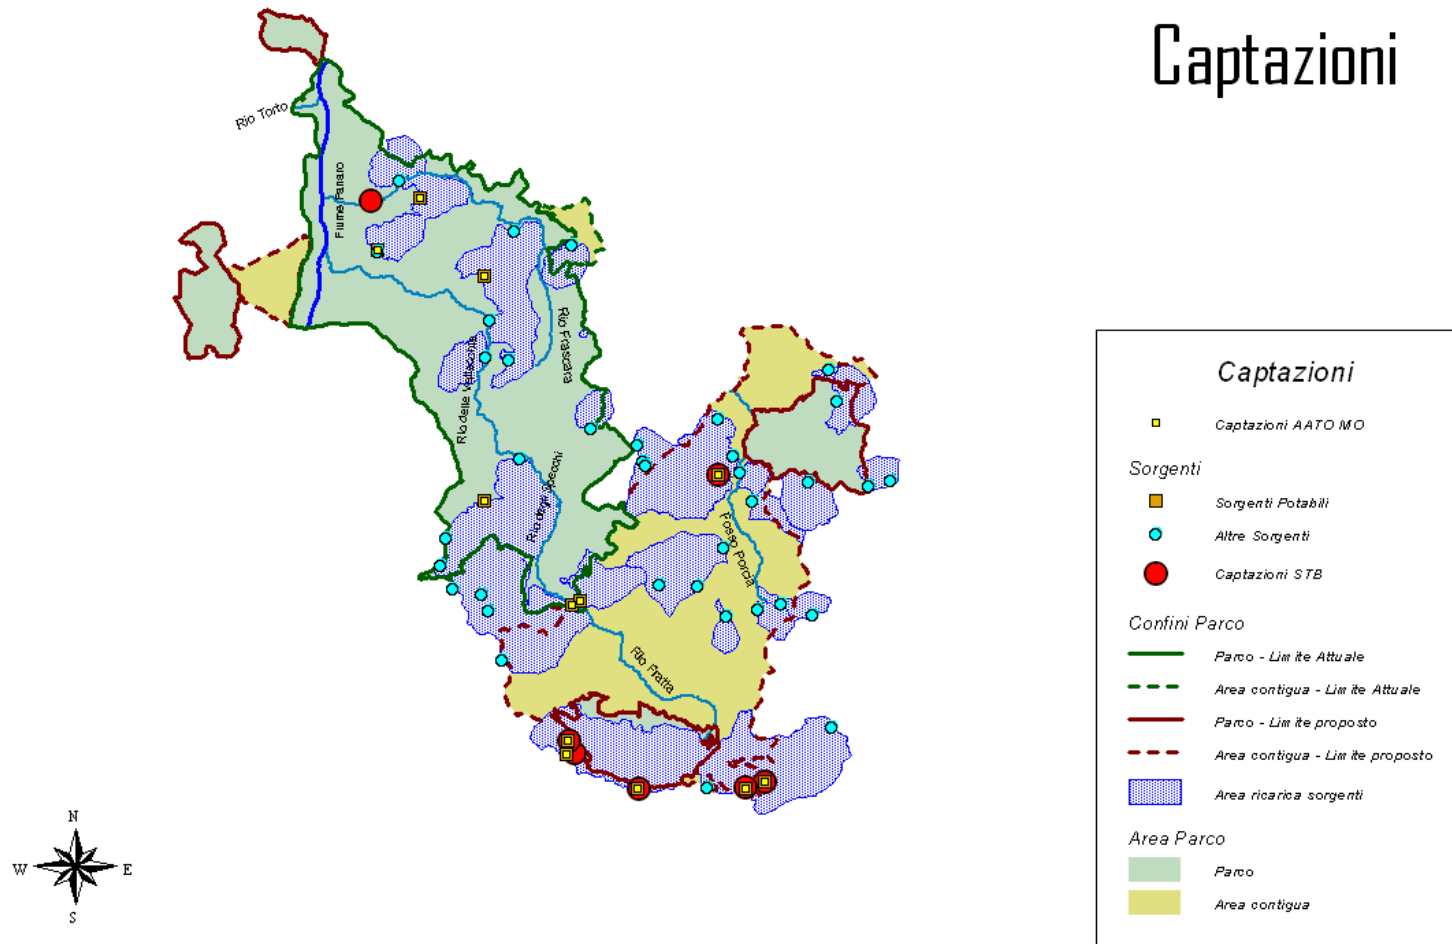 Captazioni
Rio Torto
Fiume Panaro
Rio Frascara
Rio delle Vallecchie
Rio degli Specchi
Fosso Porcia
Rio Fratta
Captazioni
Captazioni AATO MO
Sorgenti
Sorgenti Potabili
Altre Sorgenti
Captazioni STB
Confini Parco
Parco - Limite Attuale
Area contigua - Limite Attuale
Parco - Limite proposto
Area contigua - Limite proposto
Area ricarica sorgenti
Area Parco
Parco
Area contigua
N
W E
S